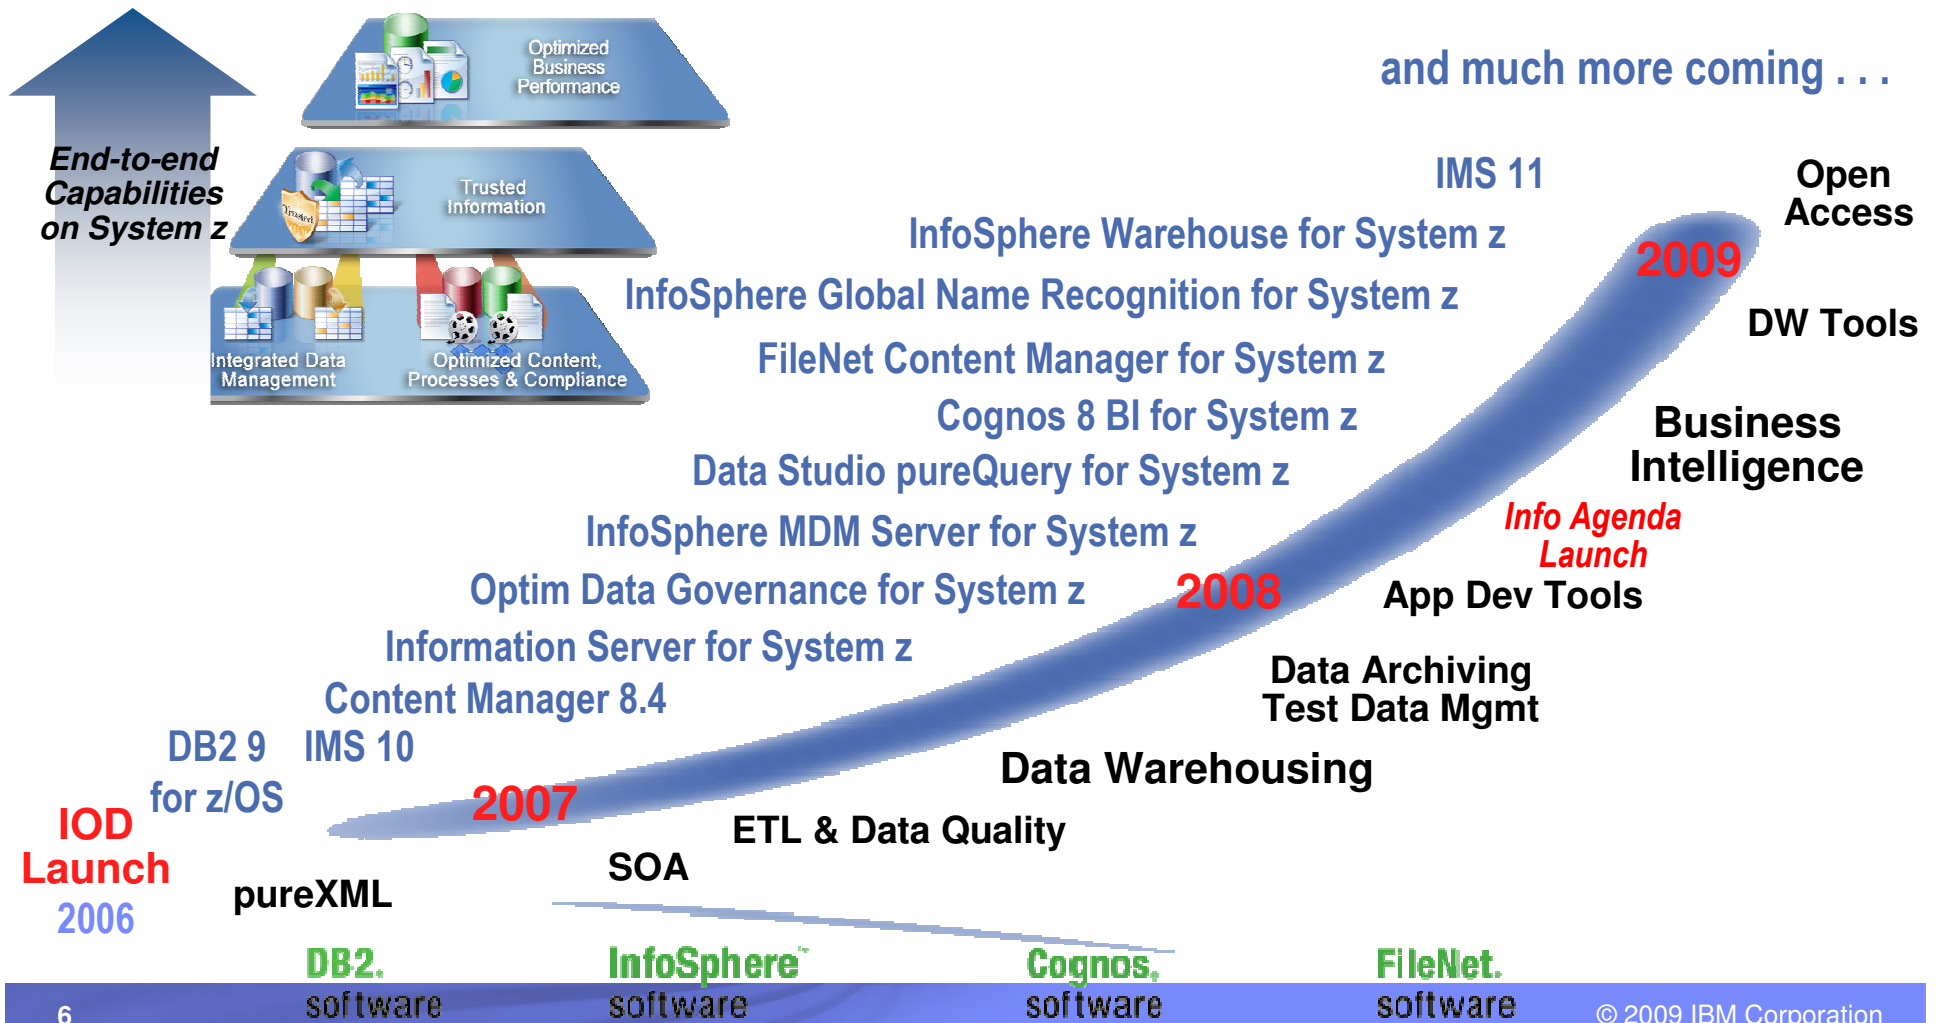 Optimized
Business
Performance
and much more coming . . .
End-to-end
Capabilities
on System z
Trusted
Trusted
Information
IMS 11
Open
Access
InfoSphere Warehouse for System z
2009
InfoSphere Global Name Recognition for System z
DW Tools
Integrated Data
Management
Optimized Content,
Processes & Compliance
FileNet Content Manager for System z
Cognos 8 BI for System z
Business
Intelligence
Data Studio pureQuery for System z
Info Agenda
Launch
InfoSphere MDM Server for System z
Optim Data Governance for System z
2008
App Dev Tools
Information Server for System z
Data Archiving
Test Data Mgmt
Content Manager 8.4
DB2 9
for z/OS
IMS 10
Data Warehousing
2007
IOD
Launch
2006
ETL & Data Quality
SOA
pureXML
DB2.
software
InfoSphere™
software
Cognos.
software
FileNet.
software
6
© 2009 IBM Corporation